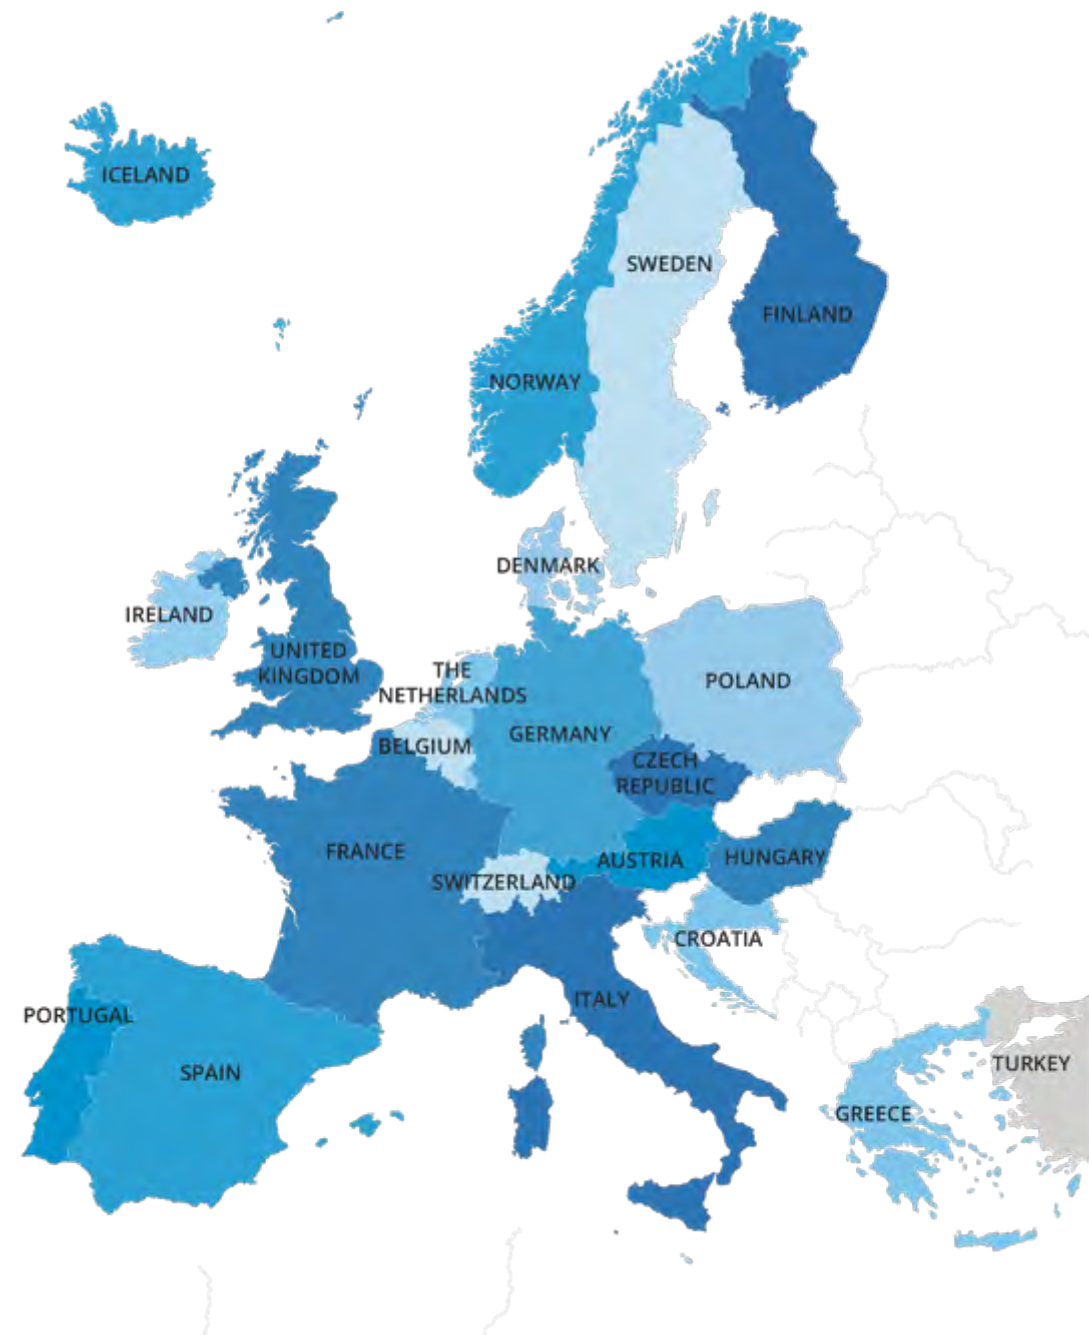 ICELAND
SWEDEN
FINLAND
NORWAY
DENMARK
IRELAND
UNITED
KINGDOM
THE
NETHERLANDS
POLAND
GERMANY
BELGIUM
CZECH
REPUBLIC
FRANCE
AUSTRIA
HUNGARY
SWITZERLAND
CROATIA
ITALY
PORTUGAL
SPAIN
TURKEY
GREECE